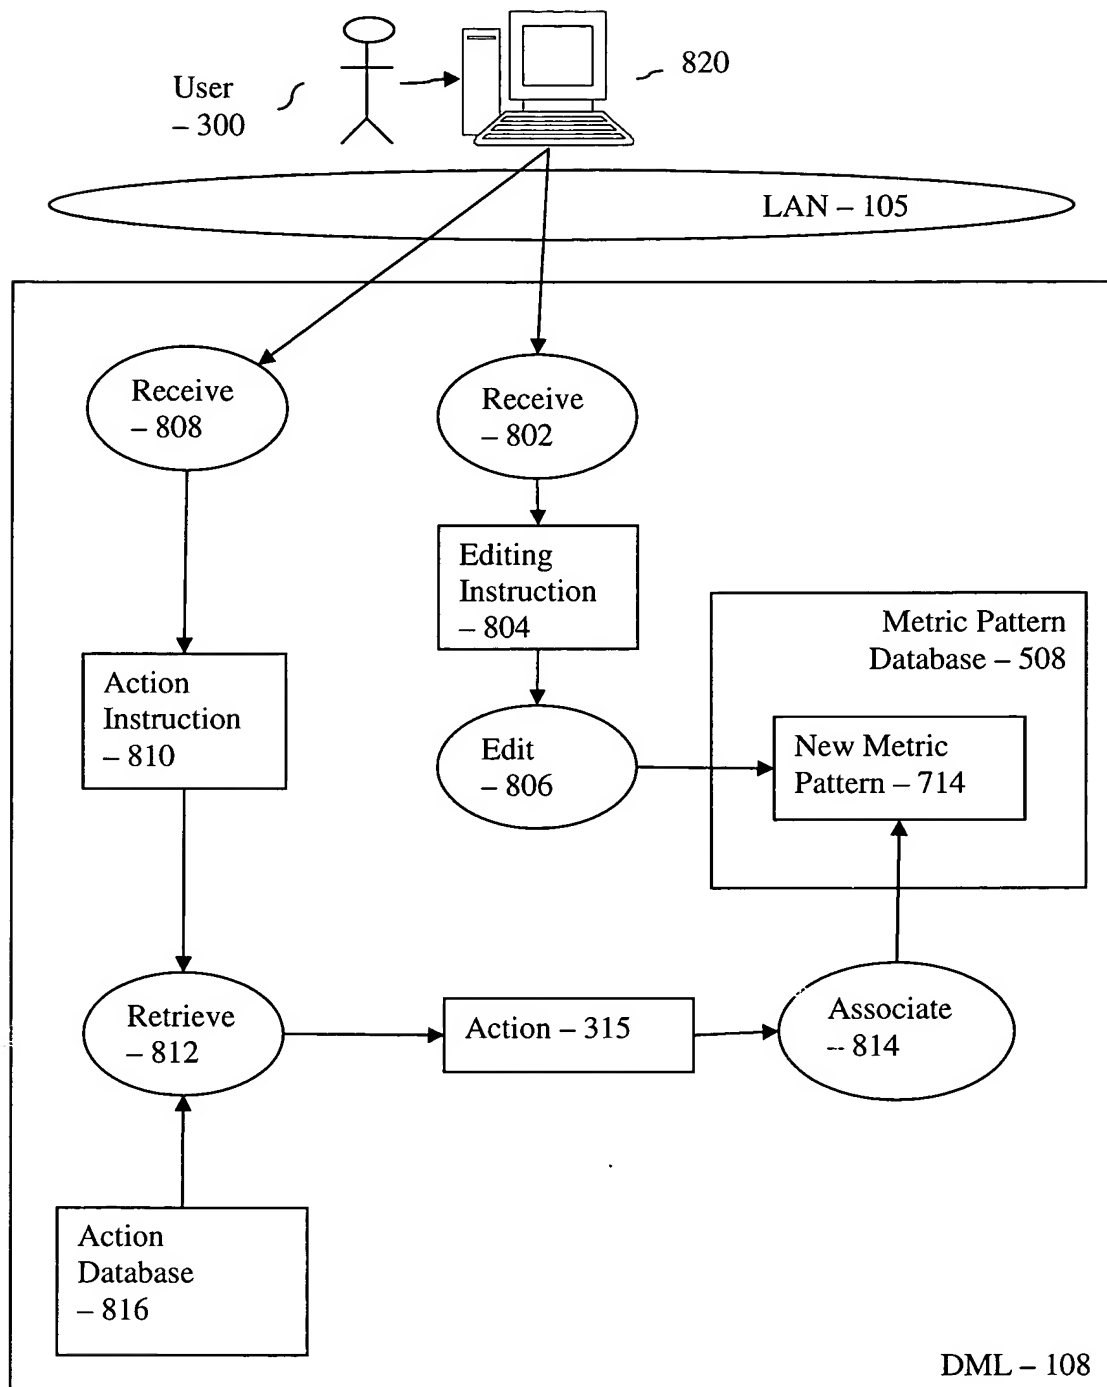 820
User
– 300
LAN – 105
Receive
– 808
Receive
– 802
Editing
Instruction
– 804
Metric Pattern
Database – 508
Action
Instruction
– 810
Edit
– 806
New Metric
Pattern – 714
Retrieve
– 812
Action – 315
Associate
– 814
Action
Database
– 816
DML – 108